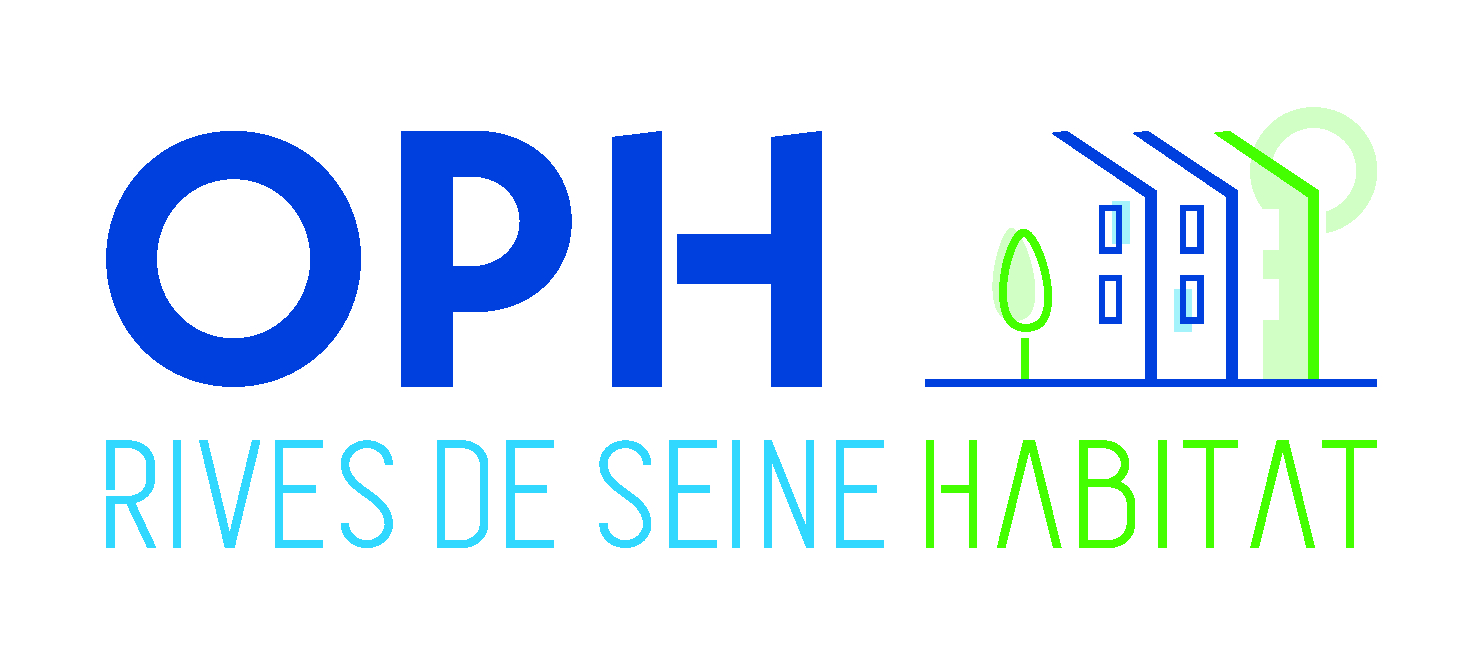 OPH
RIVES DE SEINE HABITAT